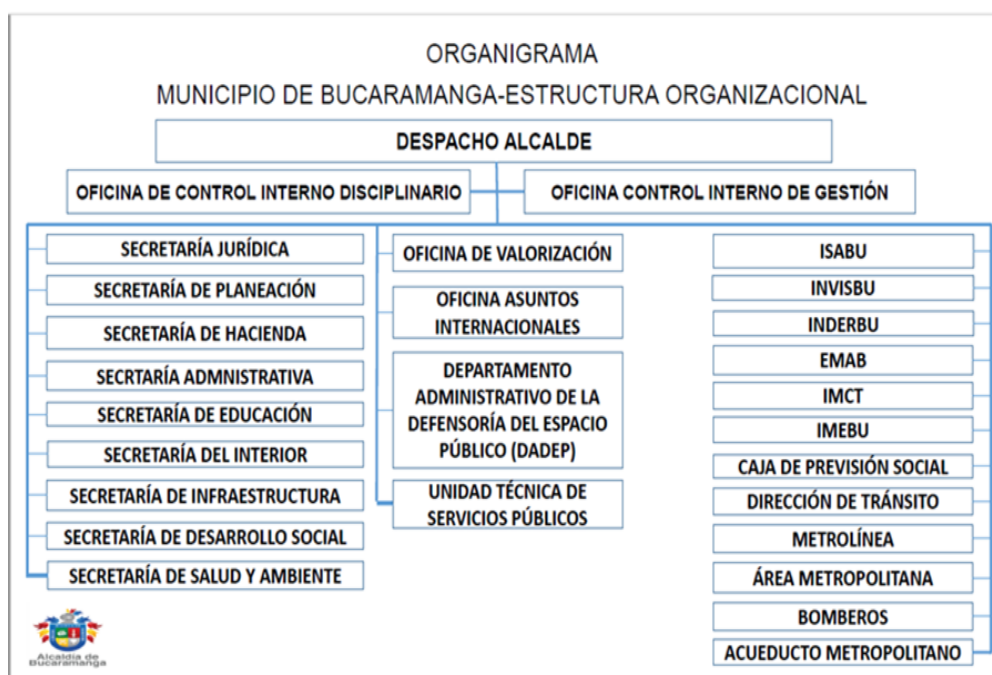 ORGANIGRAMA
MUNICIPIO DE BUCARAMANGA-ESTRUCTURA ORGANIZACIONAL
DESPACHO ALCALDE
OFICINA DE CONTROL INTERNO DISCIPLINARIO
OFICINA CONTROL INTERNO DE GESTIÓN
SECRETARÍA JURÍDICA
SECRETARÍA DE PLANEACIÓN
SECRETARÍA DE HACIENDA
SECRTARÍA ADMNISTRATIVA
SECRETARÍA DE EDUCACIÓN
SECRETARÍA DEL INTERIOR
SECRETARÍA DE INFRAESTRUCTURA
SECRETARÍA DE DESARROLLO SOCIAL
SECRETARÍA DE SALUD Y AMBIENTE
OFICINA DE VALORIZACIÓN
OFICINA ASUNTOS
INTERNACIONALES
DEPARTAMENTO
ADMINISTRATIVO DE LA
DEFENSORÍA DEL ESPACIO
PÚBLICO (DADEP)
UNIDAD TÉCNICA DE
SERVICIOS PÚBLICOS
ISABU
INVISBU
INDERBU
EMAB
IMCT
IMEBU
CAJA DE PREVISIÓN SOCIAL
DIRECCIÓN DE TRÁNSITO
METROLÍNEA
ÁREA METROPOLITANA
BOMBEROS
ACUEDUCTO METROPOLITANO
Alcaldía de
Bucaramanga